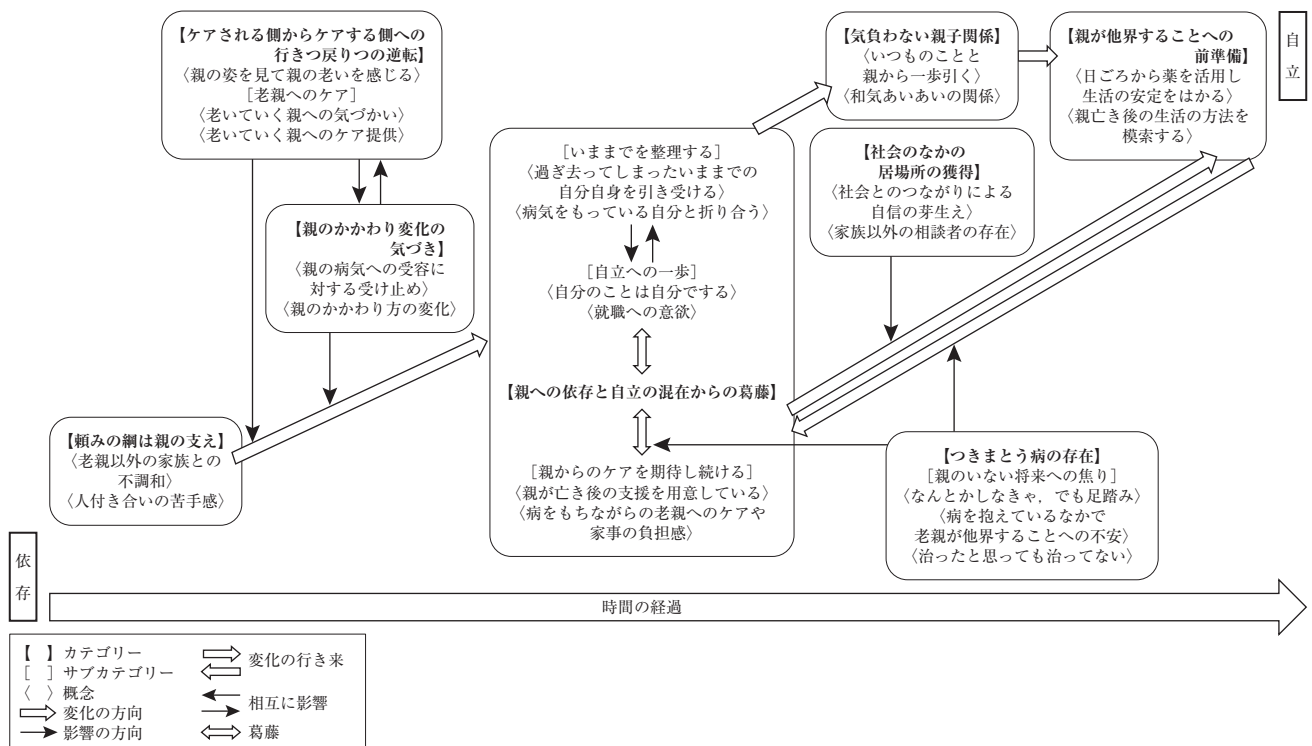 【ケアされる側からケアする側への
行きつ戻りつの逆転】
〈親の姿を見て親の老いを感じる〉
［老親へのケア］
〈老いていく親への気づかい〉
〈老いていく親へのケア提供〉
【親のかかわり変化の
気づき】
〈親の病気への受容に
対する受け止め〉
〈親のかかわり方の変化〉
【頼みの綱は親の支え】
〈老親以外の家族との
不調和〉
〈人付き合いの苦手感〉
［いままでを整理する］
〈過ぎ去ってしまったいままでの
自分自身を引き受ける〉
〈病気をもっている自分と折り合う〉
［自立への一歩］
〈自分のことは自分でする〉
〈就職への意欲〉
【親への依存と自立の混在からの葛藤】
［親からのケアを期待し続ける］
〈親が亡き後の支援を用意している〉
〈病をもちながらの老親へのケアや
家事の負担感〉
【気負わない親子関係】
〈いつものことと
親から一歩引く〉
〈和気あいあいの関係〉
【親が他界することへの
前準備】
〈日ごろから薬を活用し
生活の安定をはかる〉
〈親亡き後の生活の方法を
模索する〉
自立
【社会のなかの
居場所の獲得】
〈社会とのつながりによる
自信の芽生え〉
〈家族以外の相談者の存在〉
【つきまとう病の存在】
［親のいない将来への焦り］
〈なんとかしなきゃ，でも足踏み〉
〈病を抱えているなかで
老親が他界することへの不安〉
〈治ったと思っても治ってない〉
依存
時間の経過
【　】カテゴリー
［　］サブカテゴリー
〈　〉概念
変化の方向
影響の方向
変化の行き来
相互に影響
葛藤